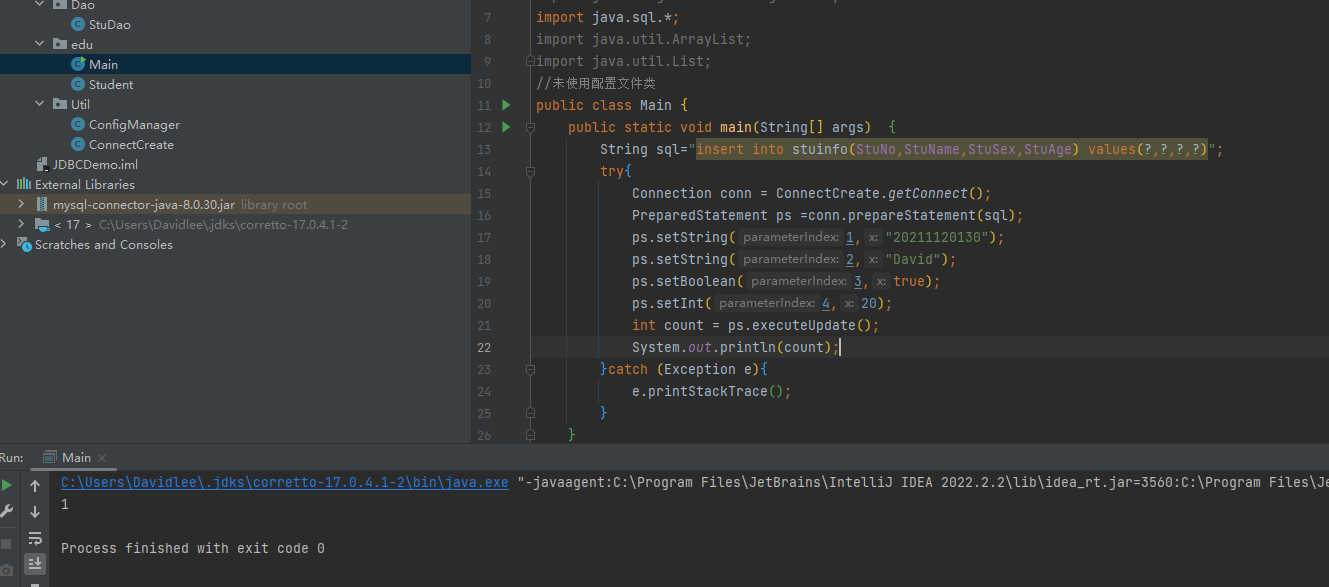 Dao
StuDao
edu
Main
Student
Util
ConfigManager
ConnectCreate
JDBCDemo.iml
External Libraries
mysql-connector-java-8.0.30.jar library root
< 17 > C:\Users\Davidlee\.jdks\corretto-17.0.4.1-2
Scratches and Consoles
7 import java.sql.*;
8 import java.util.ArrayList;
9 import java.util.List;
10 //未使用配置文件类
11 public class Main {
12 public static void main(String[] args) {
13 String sql="insert into stuinfo(StuNo,StuName,StuSex,StuAge) values(?,?,?,?)";
14 try{
15 Connection conn = ConnectCreate.getConnect();
16 PreparedStatement ps =conn.prepareStatement(sql);
17 ps.setString( parameterIndex: 1, x: "20211120130");
18 ps.setString( parameterIndex: 2, x: "David");
19 ps.setBoolean( parameterIndex: 3, x: true);
20 ps.setInt( parameterIndex: 4, x: 20);
21 int count = ps.executeUpdate();
22 System.out.println(count);
23 }catch (Exception e){
24 e.printStackTrace();
25 }
26 }
Run: Main
C:\Users\Davidlee\.jdks\corretto-17.0.4.1-2\bin\java.exe "-javaagent:C:\Program Files\JetBrains\IntelliJ IDEA 2022.2.2\lib\idea_rt.jar=3560:C:\Program Files\Je
1
Process finished with exit code 0